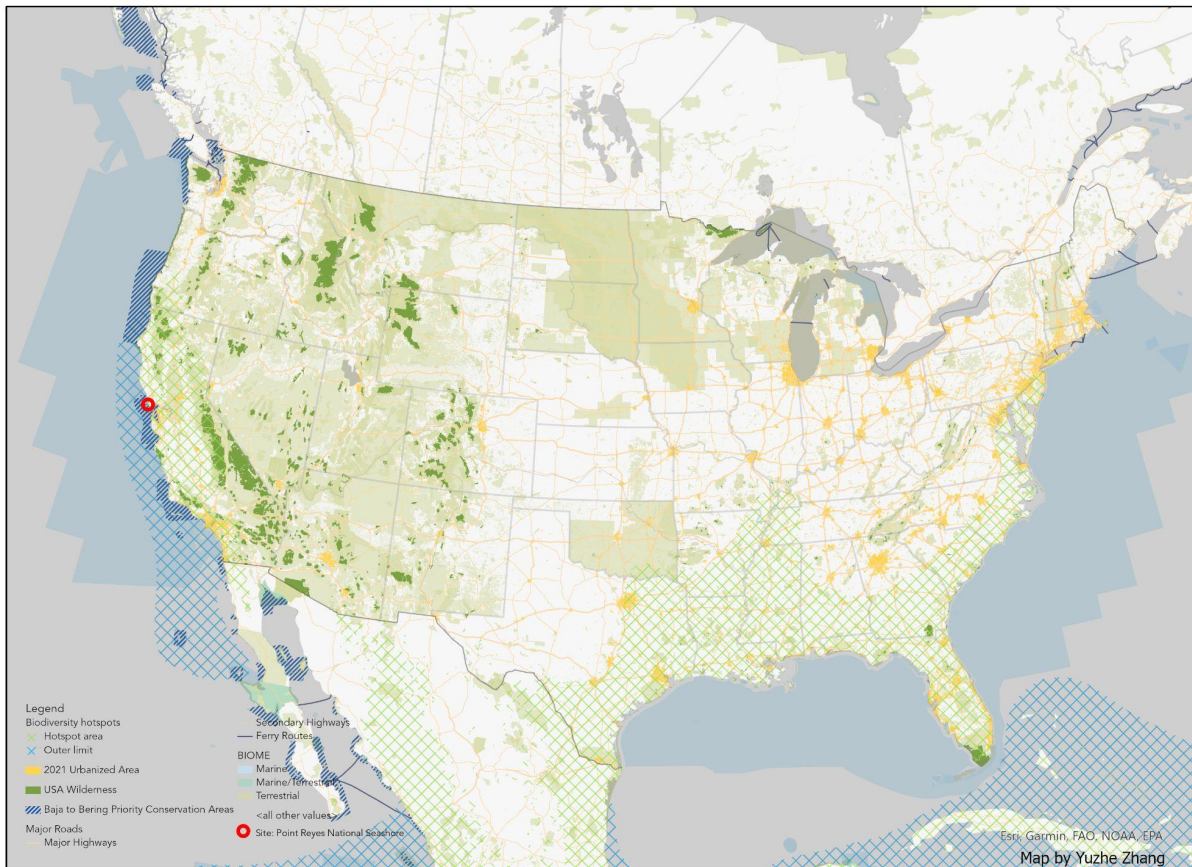 Legend
Biodiversity hotspots
Hotspot area
Outer limit
2021 Urbanized Area
USA Wilderness
Baja to Bering Priority Conservation Areas
Major Roads
Major Highways
Secondary Highways
Ferry Routes
BIOME
Marine
Marine/Terrestrial
Terrestrial
<all other values>
Site: Point Reyes National Seashore
Esri, Garmin, FAO, NOAA, EPA
Map by Yuzhe Zhang